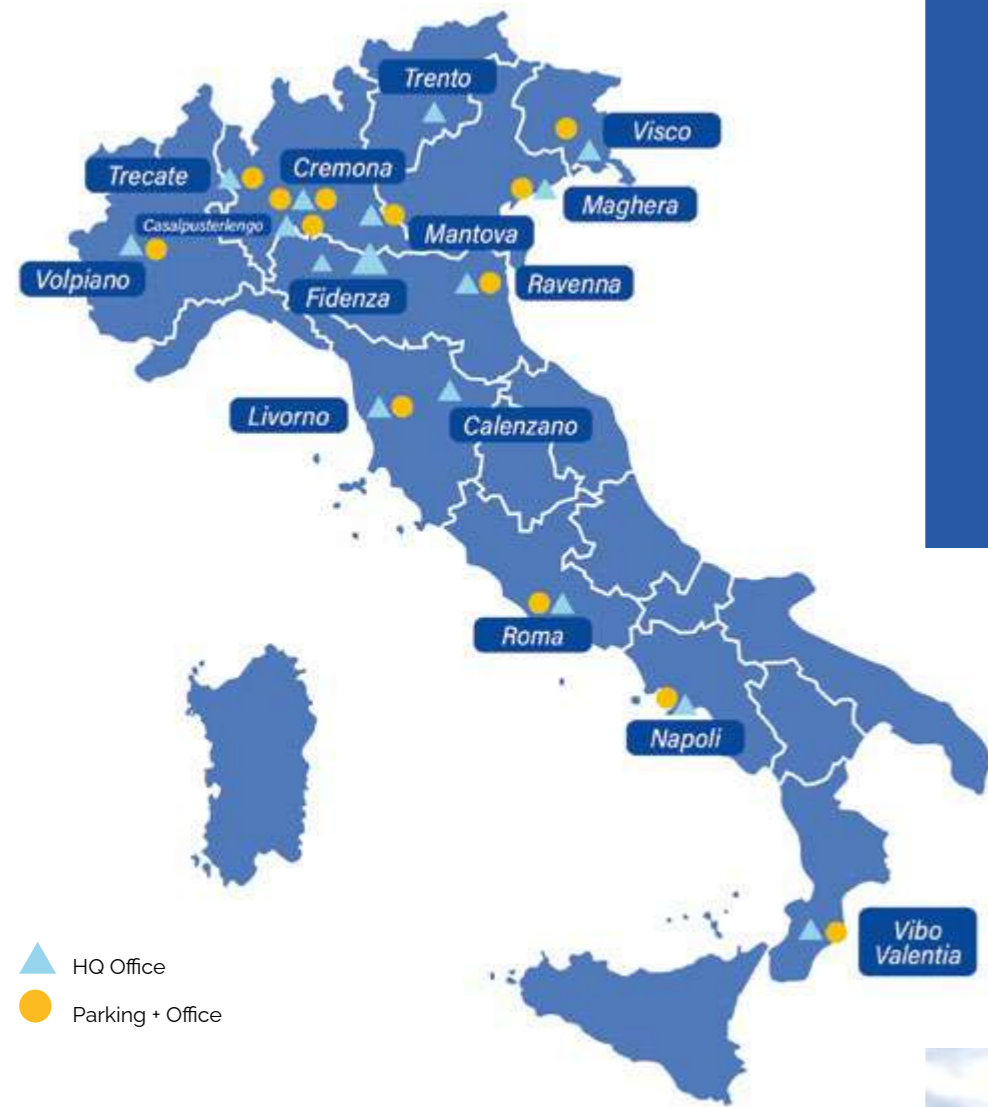 Trento
Visco
Trecate
Cremona
Maghera
Casalpusterlengo
Mantova
Volpiano
Fidenza
Ravenna
Livorno
Calenzano
Roma
Napoli
Vibo
Valentia
HQ Office
Parking + Office